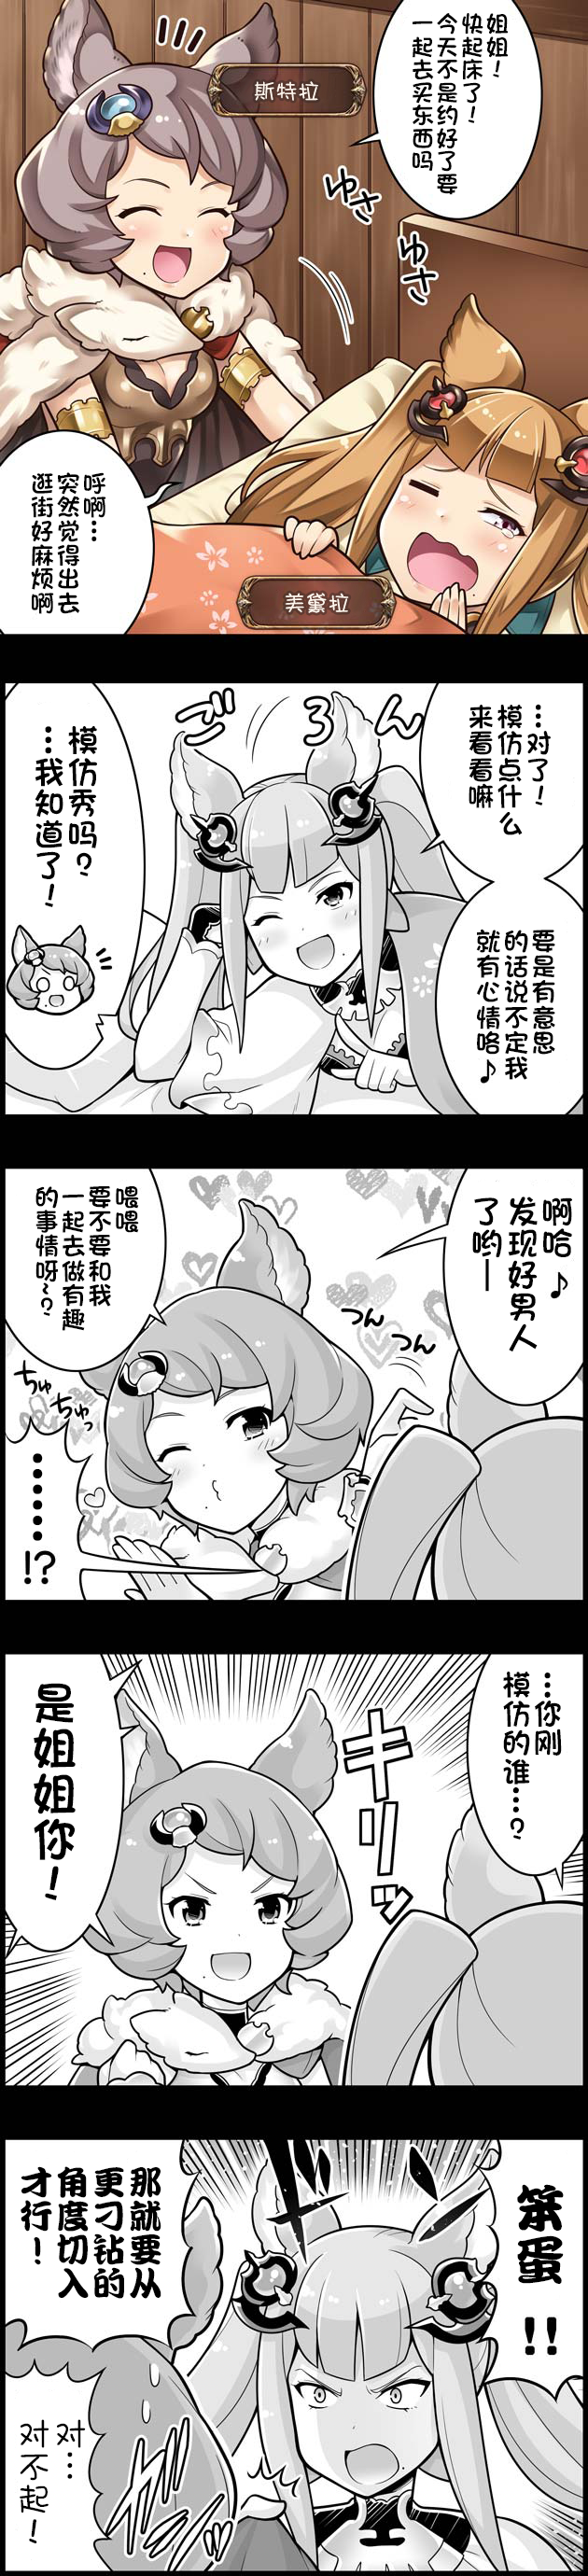 姐姐！
快起床了！
今天不是约好了要
一起去买东西吗
斯特拉
ゆさ
ゆさ
呼啊…
突然觉得出去
逛街好麻烦啊
美黛拉
…对了！
模仿点什么
来看看嘛
ごろん
要是有意思
的话说不定我
就有心情咯♪
模仿秀吗？
…我知道了！
啊哈♪
发现好男人
了哟—
つん
つん
喂喂
要不要和我
一起去做有趣
的事情呀~？
ちゅ
ちゅっ
……!?
…你刚
模仿的谁…？
キリッ
是姐姐你！
笨蛋!!
那就要从
更刁钻的
角度切入
才行！
对…
对不起！